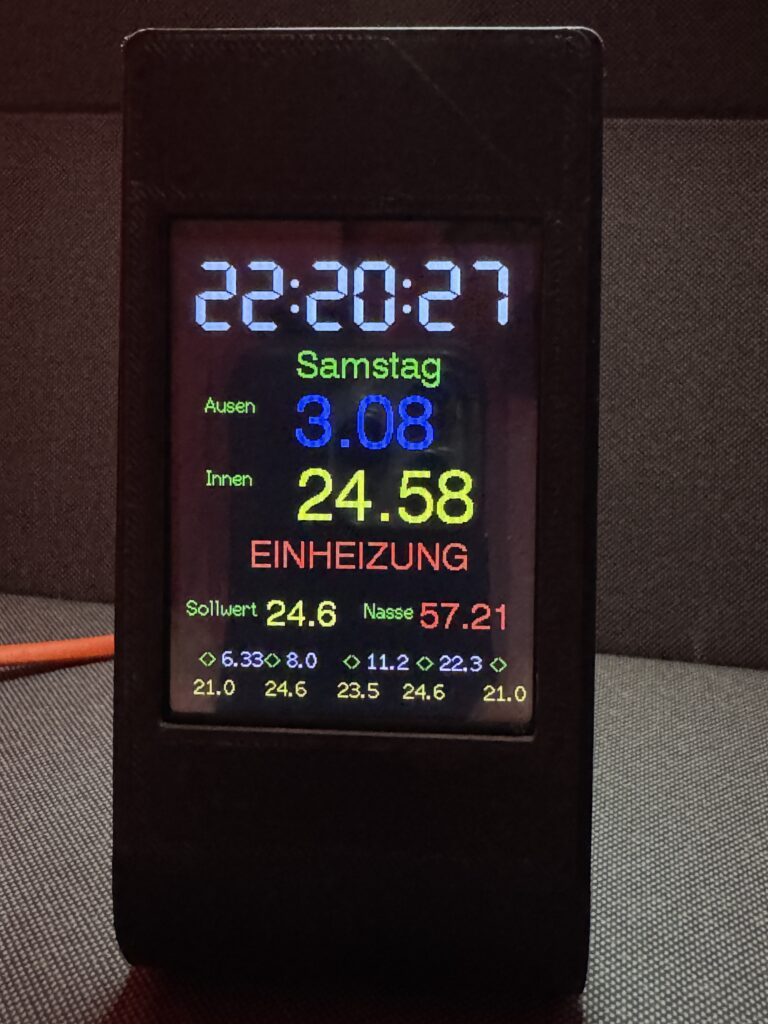 22:20:27
Samstag
Ausen 3.08
Innen 24.58
EINHEIZUNG
Sollwert 24.6 Nasse 57.21
<> 6.33<> 8.0 <> 11.2 <> 22.3 <>
21.0 24.6 23.5 24.6 21.0